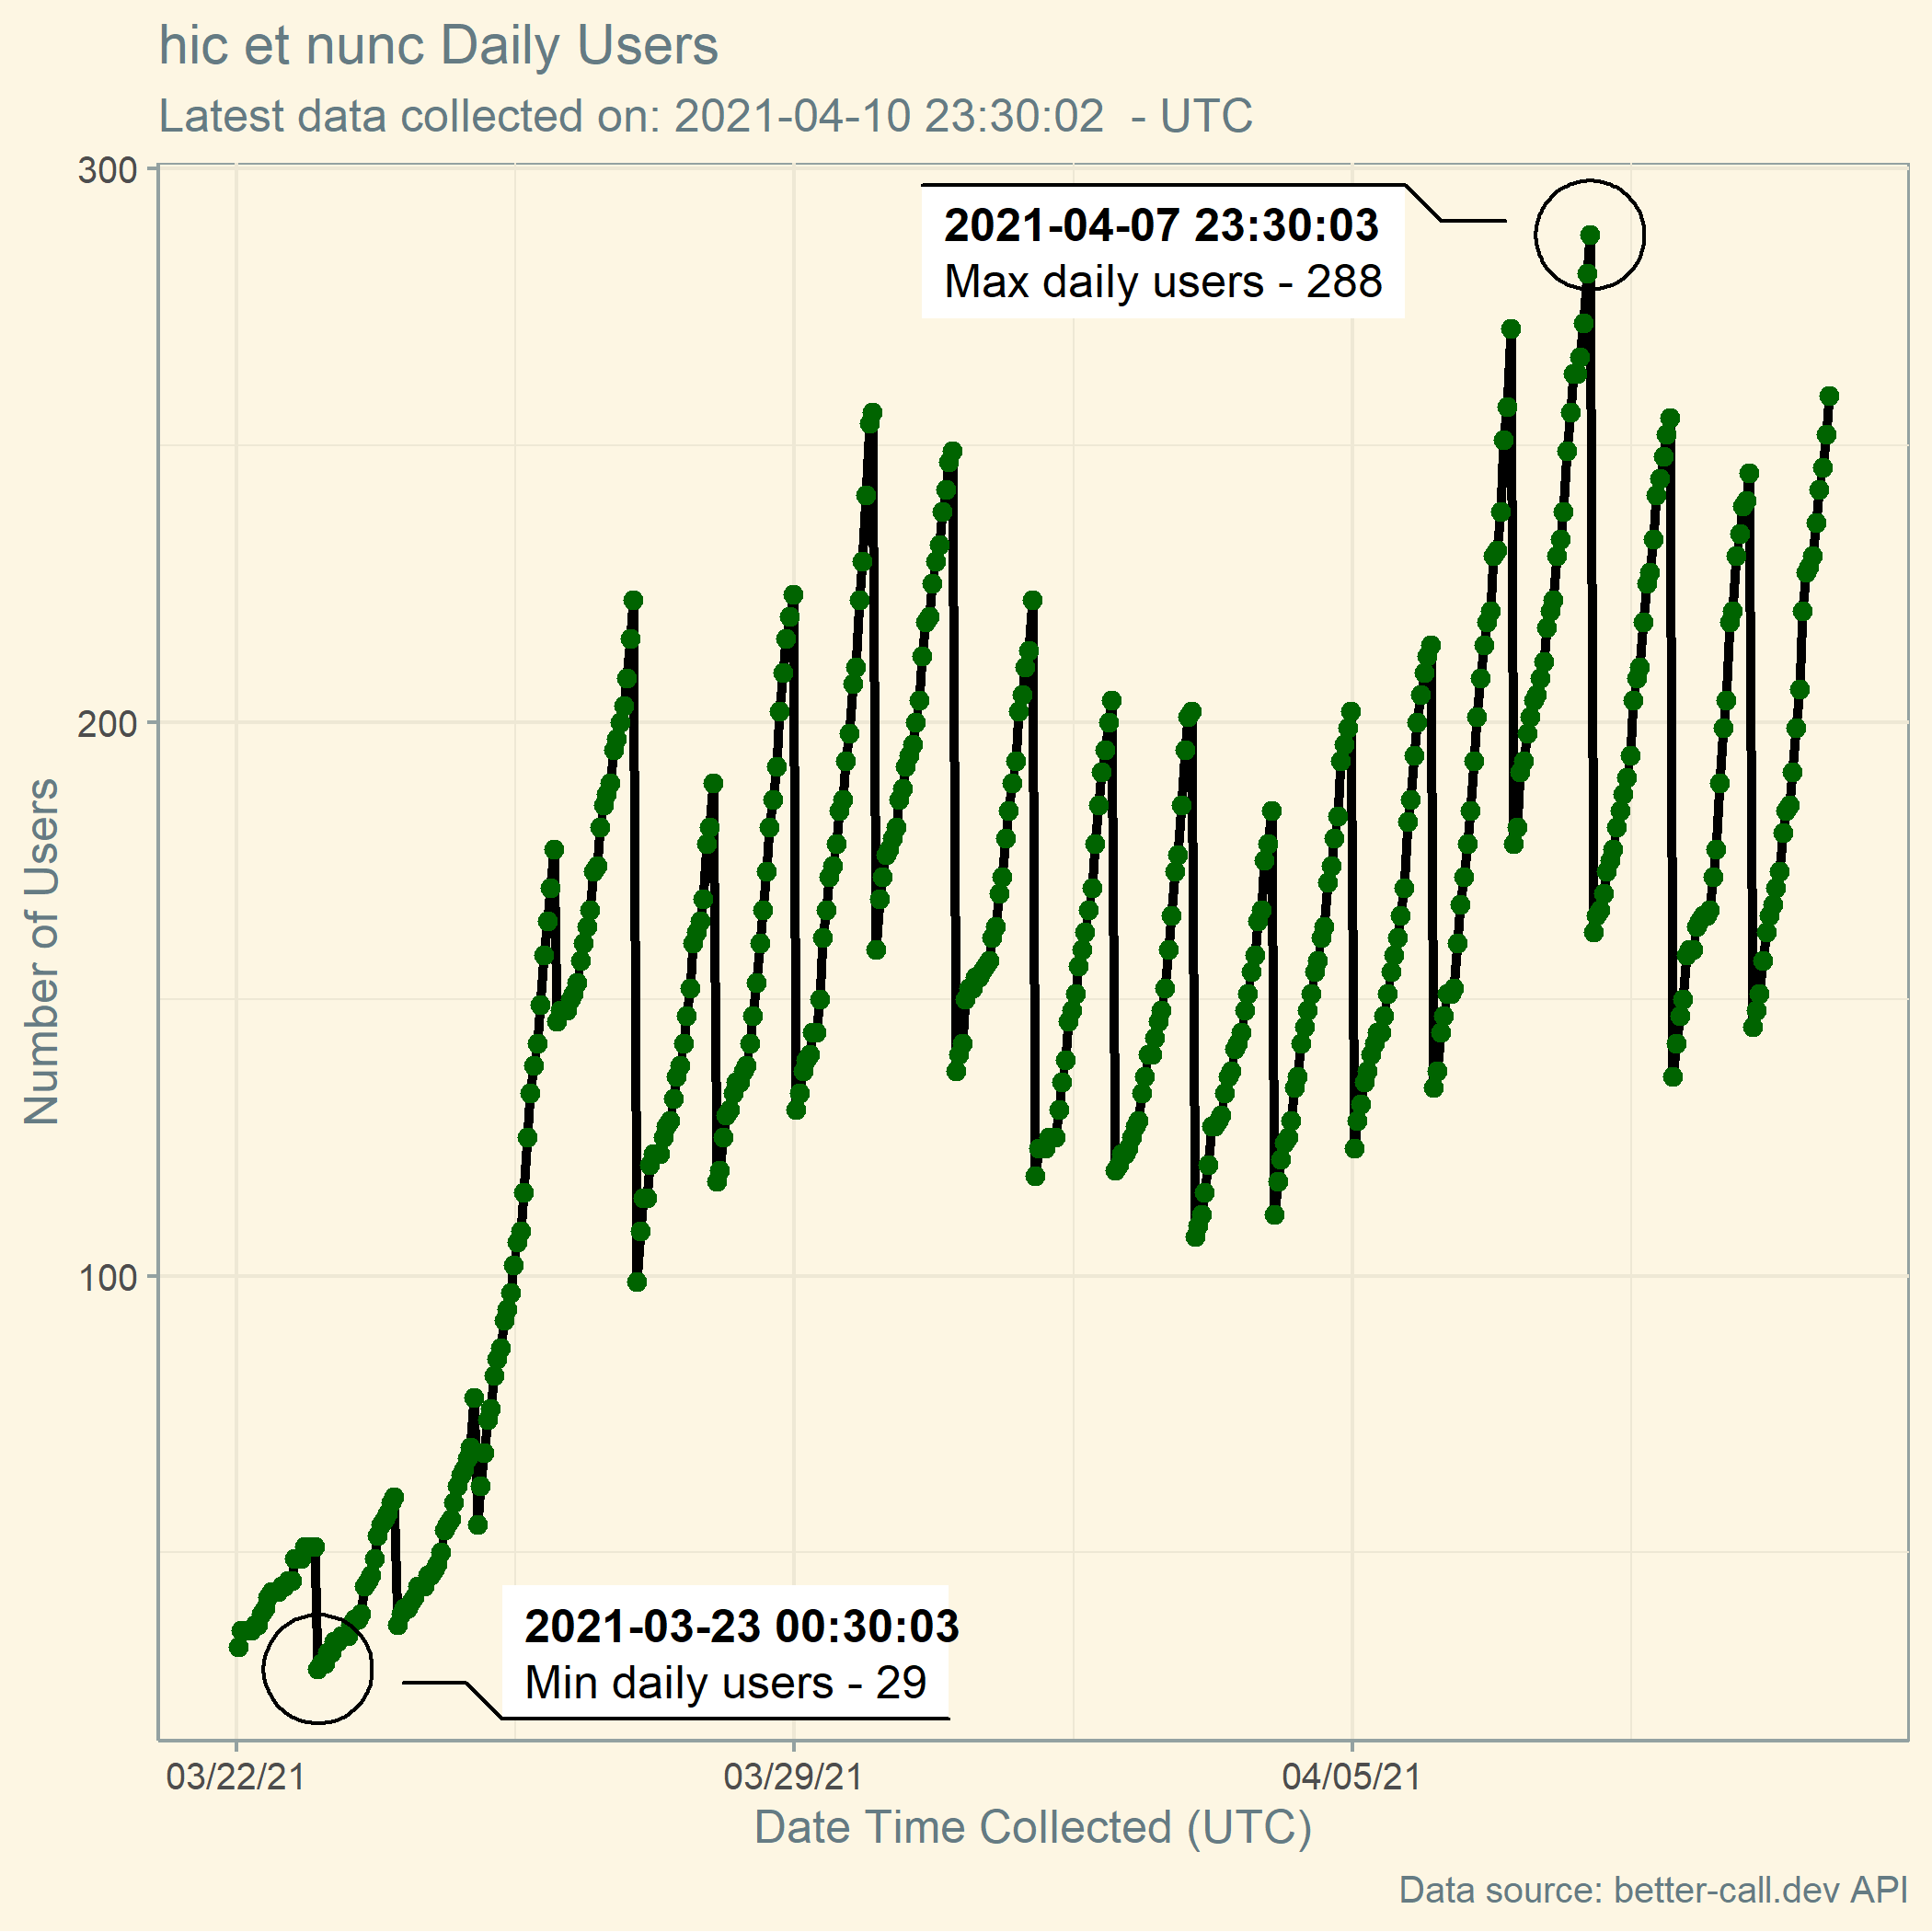 hic et nunc Daily Users
Latest data collected on: 2021-04-10 23:30:02  - UTC
300
2021-04-07 23:30:03
Max daily users - 288
200
Number of Users
100
2021-03-23 00:30:03
Min daily users - 29
03/22/21
03/29/21
04/05/21
Date Time Collected (UTC)
Data source: better-call.dev API